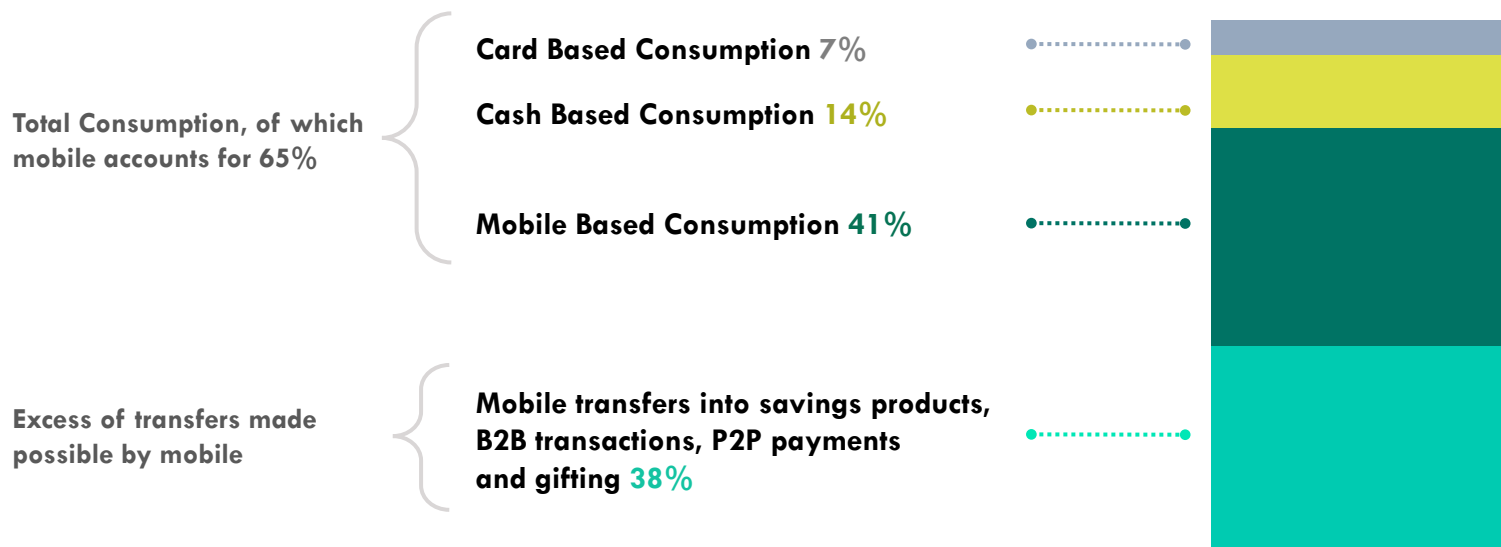 Total Consumption, of which
mobile accounts for 65%
Card Based Consumption 7%
Cash Based Consumption 14%
Mobile Based Consumption 41%
Excess of transfers made
possible by mobile
Mobile transfers into savings products,
B2B transactions, P2P payments
and gifting 38%